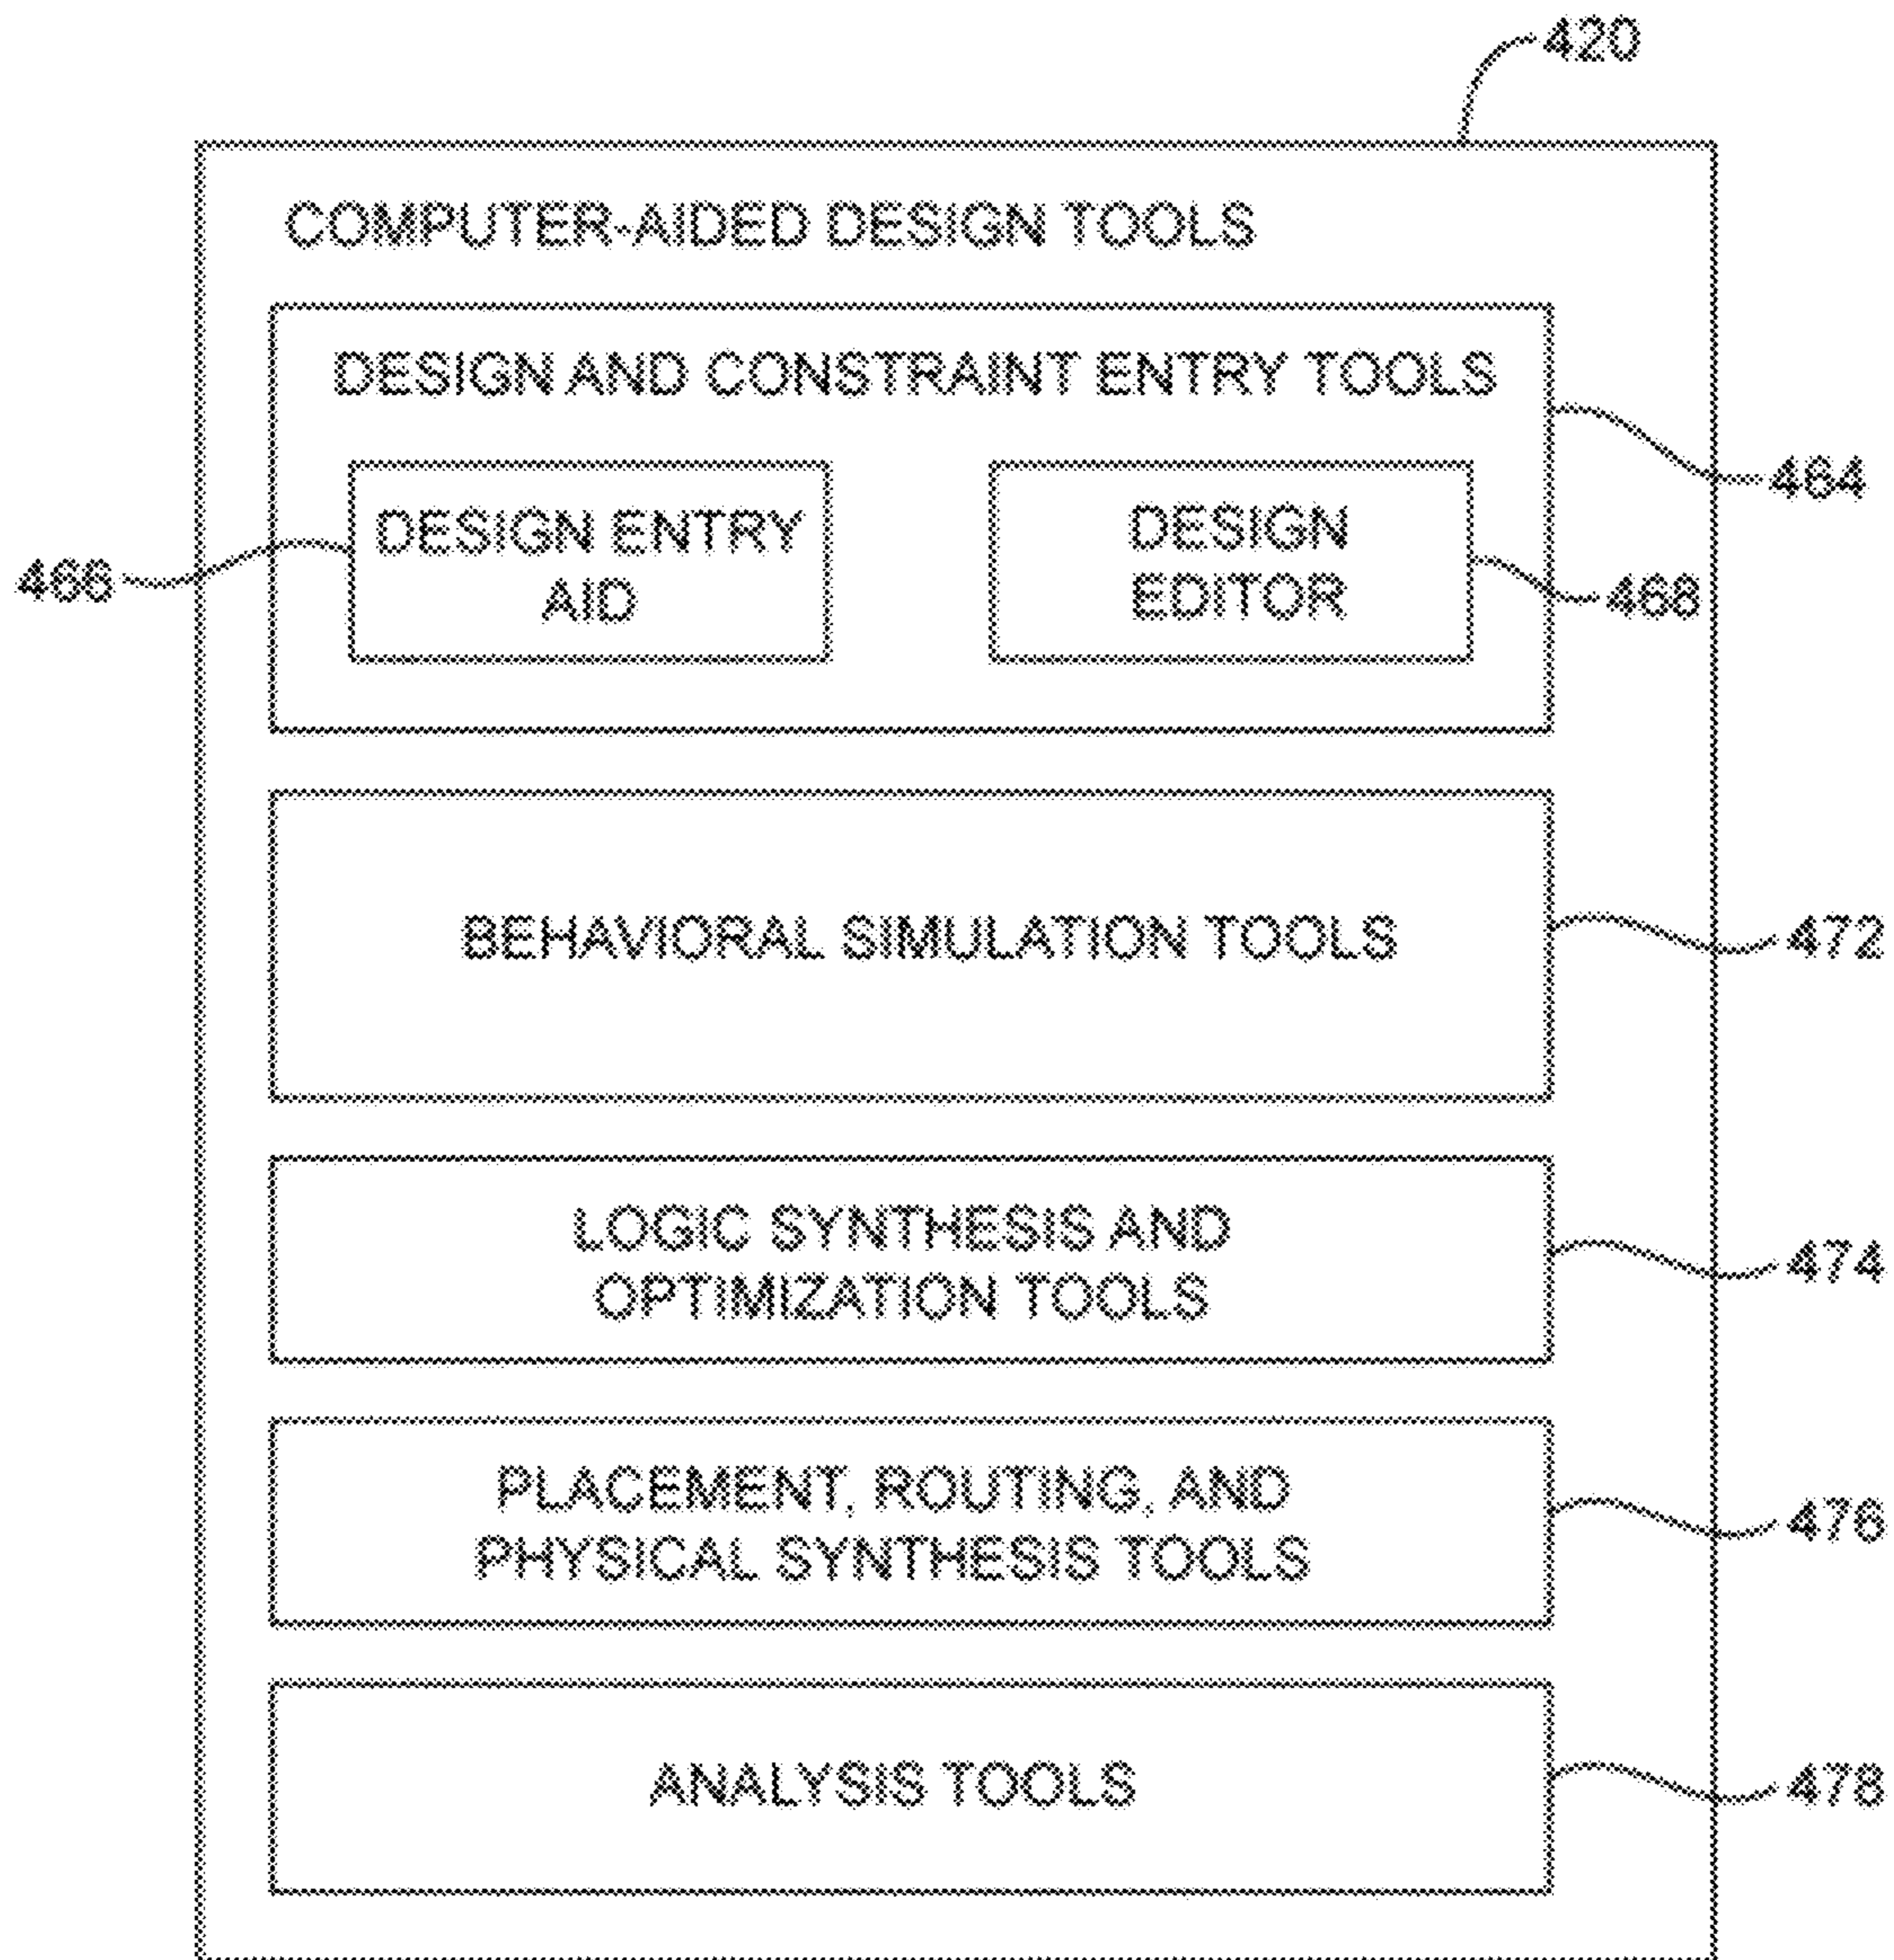 420
COMPUTER-AIDED DESIGN TOOLS
DESIGN AND CONSTRAINT ENTRY TOOLS
464
DESIGN ENTRY
AID
466
DESIGN
EDITOR
468
BEHAVIORAL SIMULATION TOOLS
472
LOGIC SYNTHESIS AND
OPTIMIZATION TOOLS
474
PLACEMENT, ROUTING, AND
PHYSICAL SYNTHESIS TOOLS
476
ANALYSIS TOOLS
478